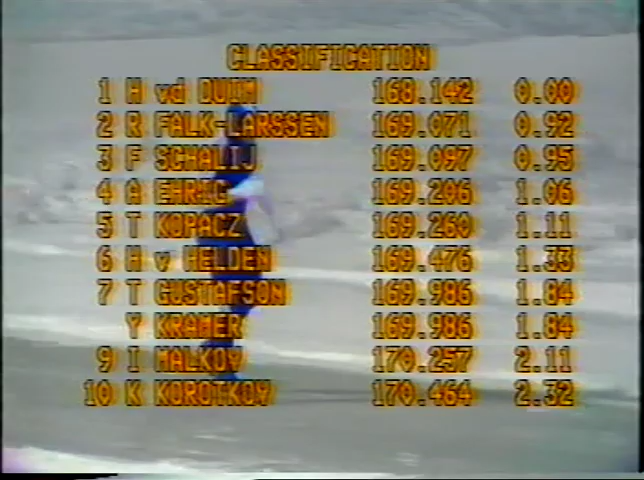 CLASSIFICATION
1 H vd DUIM 168.142 0.00
2 R FALK-LARSSEN 169.071 0.92
3 F SCHALIJ 169.097 0.95
4 A EHRIG 169.206 1.06
5 T KOPACZ 169.260 1.11
6 H v HELDEN 169.476 1.33
7 T GUSTAFSON 169.986 1.84
Y KRAMER 169.986 1.84
9 I MALKOV 170.257 2.11
10 K KOROTKOV 170.464 2.32